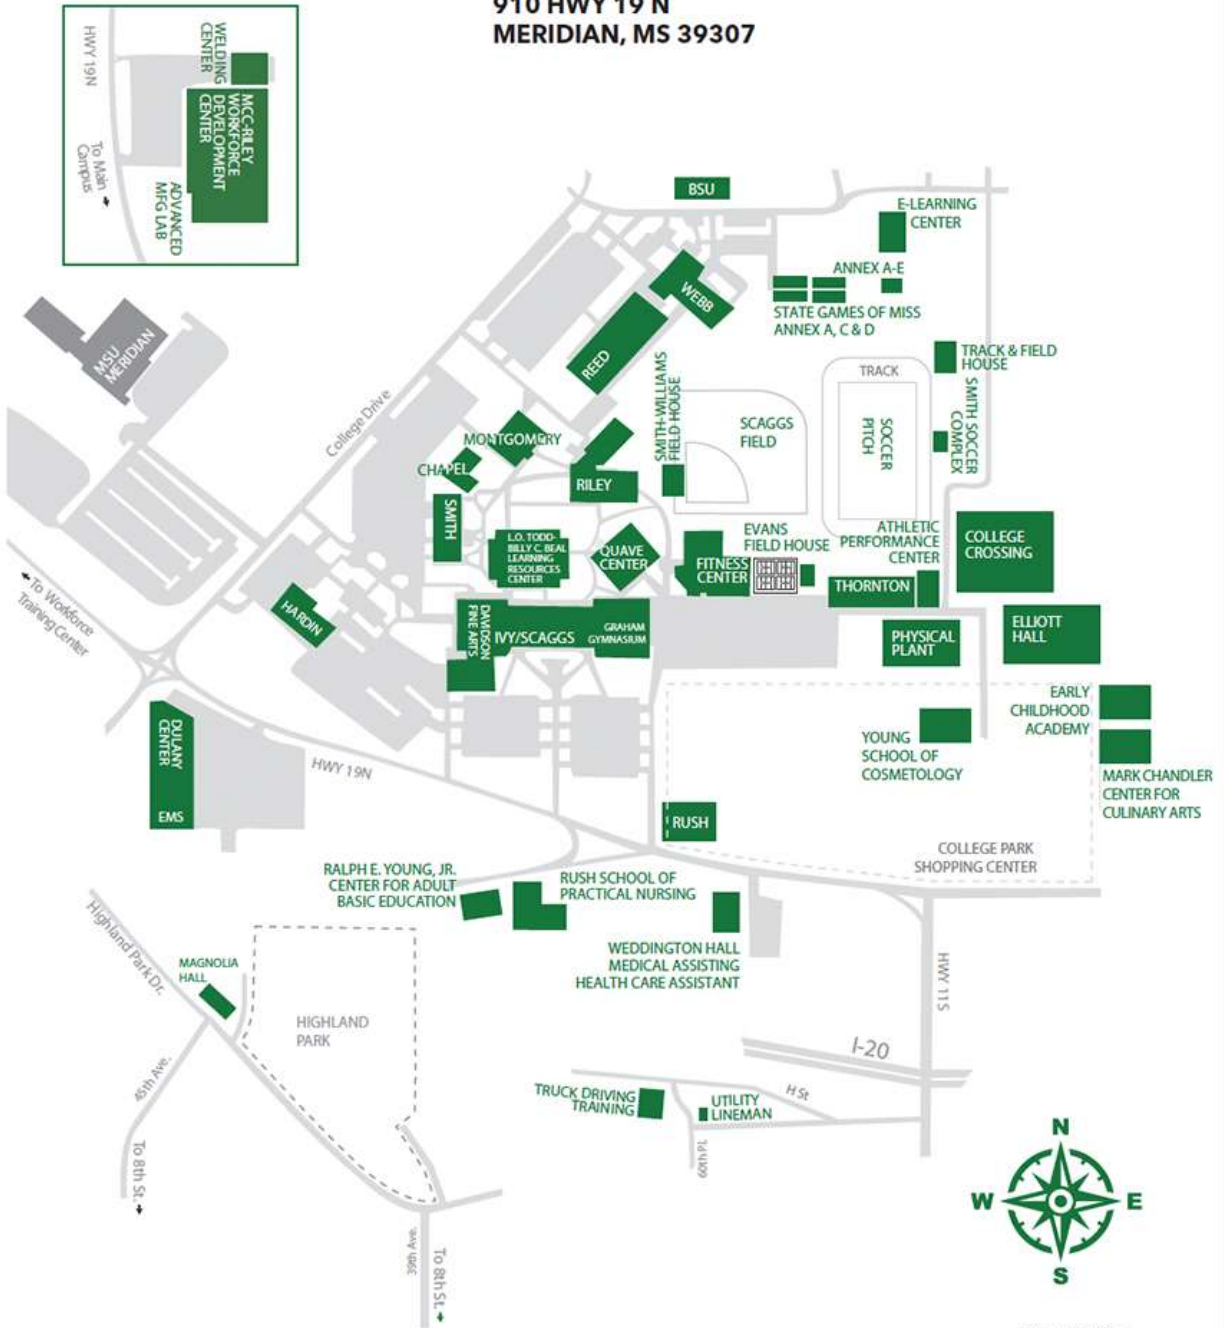 910 HWY 19 N
MERIDIAN, MS 39307
HWY 19N
WELDING
CENTER
MCC-RILEY
WORKFORCE
DEVELOPMENT
CENTER
To Main
Campus
ADVANCED
MFG LAB
BSU
E-LEARNING
CENTER
ANNEX A-E
WEBB
STATE GAMES OF MISS
ANNEX A, C & D
MSU
MERIDIAN
REED
TRACK & FIELD
HOUSE
TRACK
SMITH-WILLIAMS
FIELD HOUSE
SCAGGS
FIELD
SOCCER
PITCH
SMITH SOCCER
COMPLEX
College Drive
MONTGOMERY
CHAPEL
RILEY
SMITH
L.O. TODD-
BILLY C. BEAL
LEARNING
RESOURCES
CENTER
QUAVE
CENTER
EVANS
FIELD HOUSE
FITNESS
CENTER
ATHLETIC
PERFORMANCE
CENTER
COLLEGE
CROSSING
THORNTON
To Workforce
Training Center
HARDIN
DAVIDSON
FINE ARTS
IVY/SCAGGS
GRAHAM
GYMNASIUM
PHYSICAL
PLANT
ELLIOTT
HALL
EARLY
CHILDHOOD
ACADEMY
DULANY
CENTER
EMS
HWY 19N
YOUNG
SCHOOL OF
COSMETOLOGY
MARK CHANDLER
CENTER FOR
CULINARY ARTS
RUSH
COLLEGE PARK
SHOPPING CENTER
RALPH E. YOUNG, JR.
CENTER FOR ADULT
BASIC EDUCATION
RUSH SCHOOL OF
PRACTICAL NURSING
WEDDINGTON HALL
MEDICAL ASSISTING
HEALTH CARE ASSISTANT
Highland Park Dr.
MAGNOLIA
HALL
HIGHLAND
PARK
HWY 11S
I-20
45th Ave.
TRUCK DRIVING
TRAINING
UTILITY
LINEMAN
H St
60th Pl
To 8th St.
39th Ave.
To 8th St.
N
W
E
S